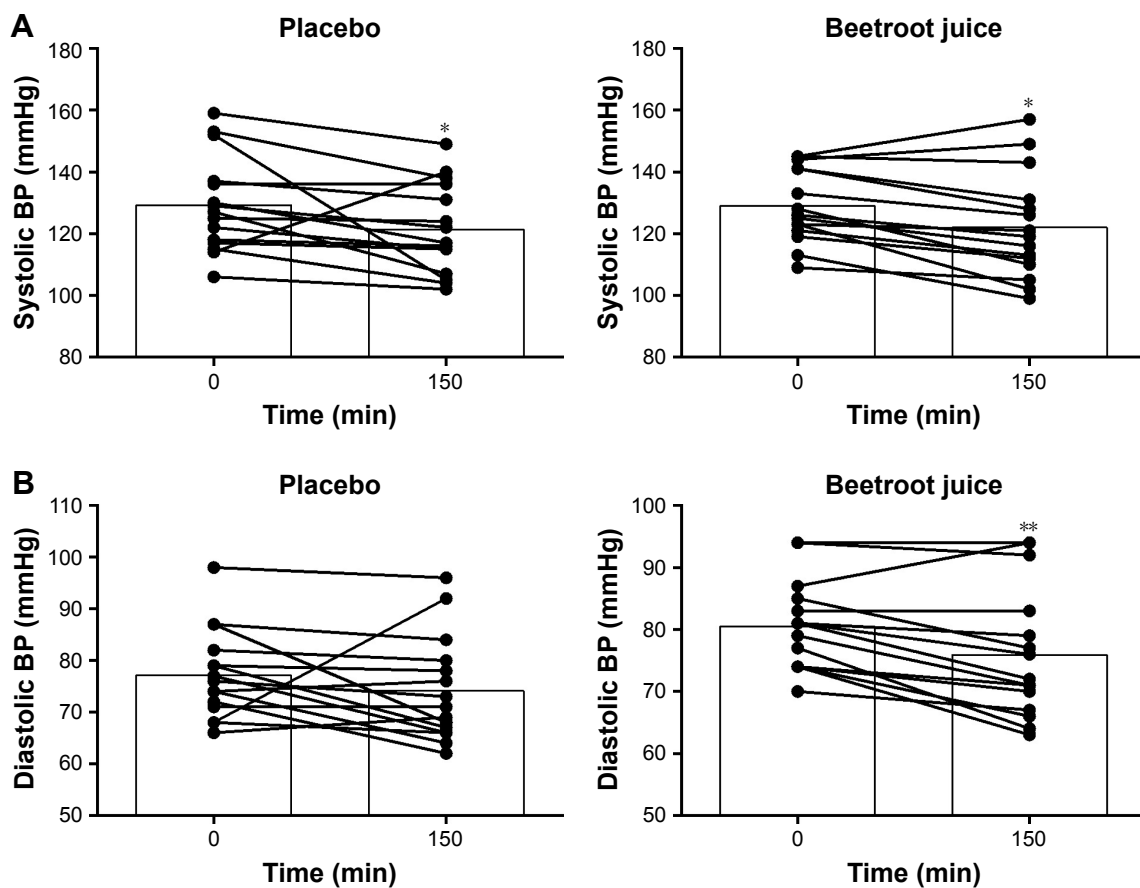 A
Placebo
Beetroot juice
Systolic BP (mmHg)
180
160
140
120
100
80
*
0
150
Time (min)
Systolic BP (mmHg)
180
160
140
120
100
80
*
0
150
Time (min)
B
Placebo
Beetroot juice
Diastolic BP (mmHg)
110
100
90
80
70
60
50
0
150
Time (min)
Diastolic BP (mmHg)
100
90
80
70
60
50
**
0
150
Time (min)